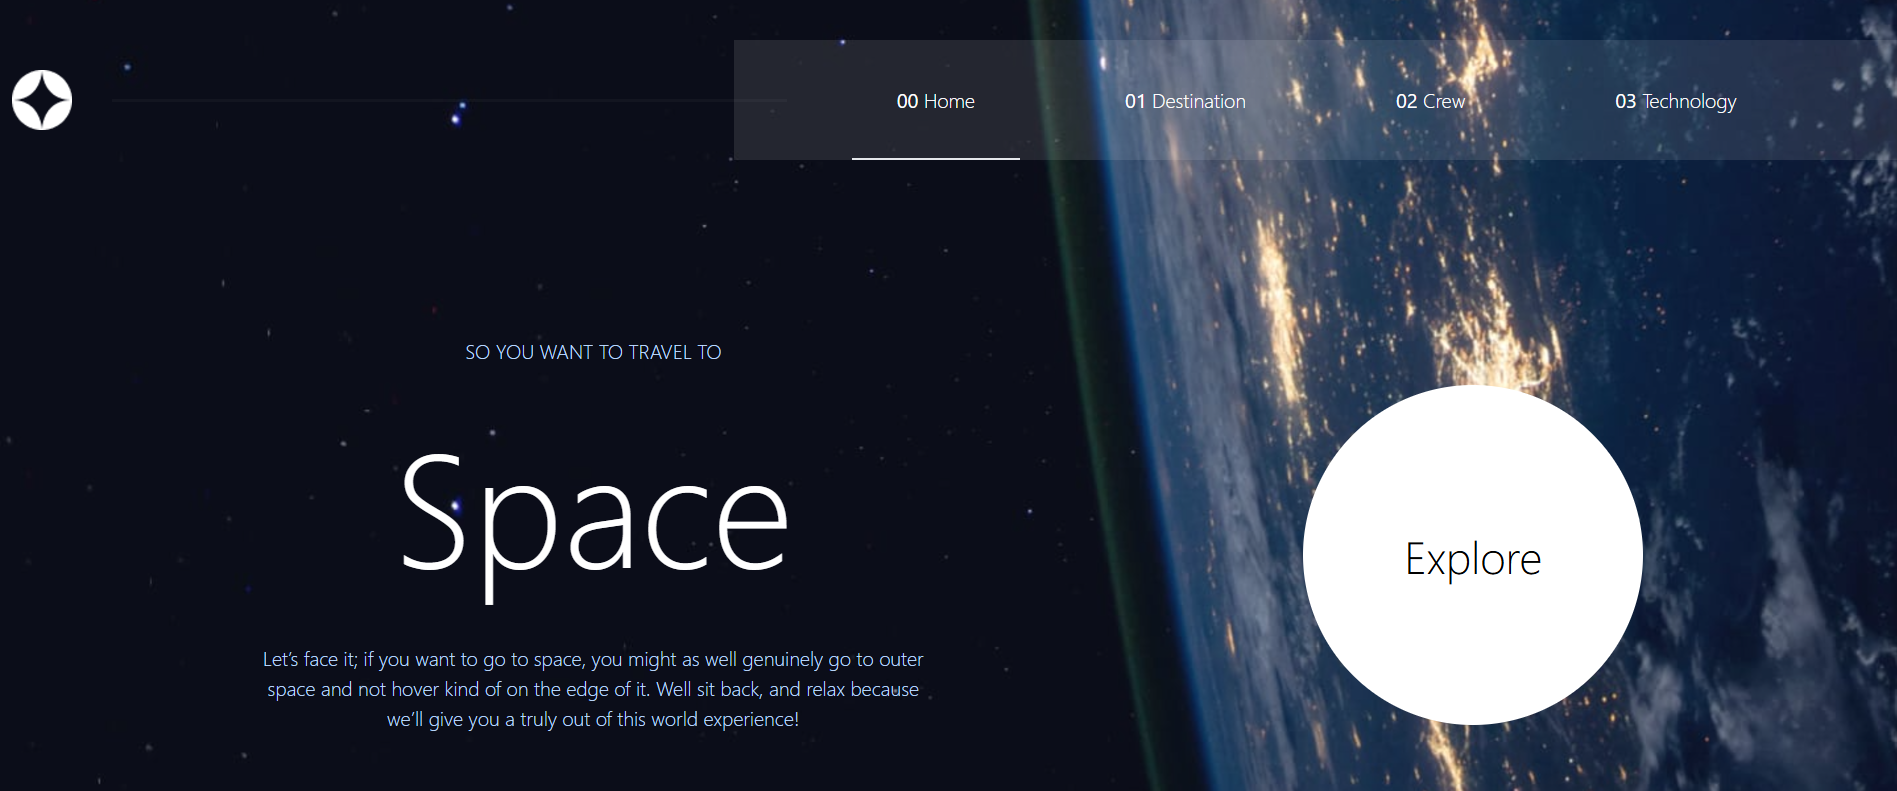 00 Home 01 Destination 02 Crew 03 Technology
SO YOU WANT TO TRAVEL TO
Space
Explore
Let’s face it; if you want to go to space, you might as well genuinely go to outer
space and not hover kind of on the edge of it. Well sit back, and relax because
we’ll give you a truly out of this world experience!